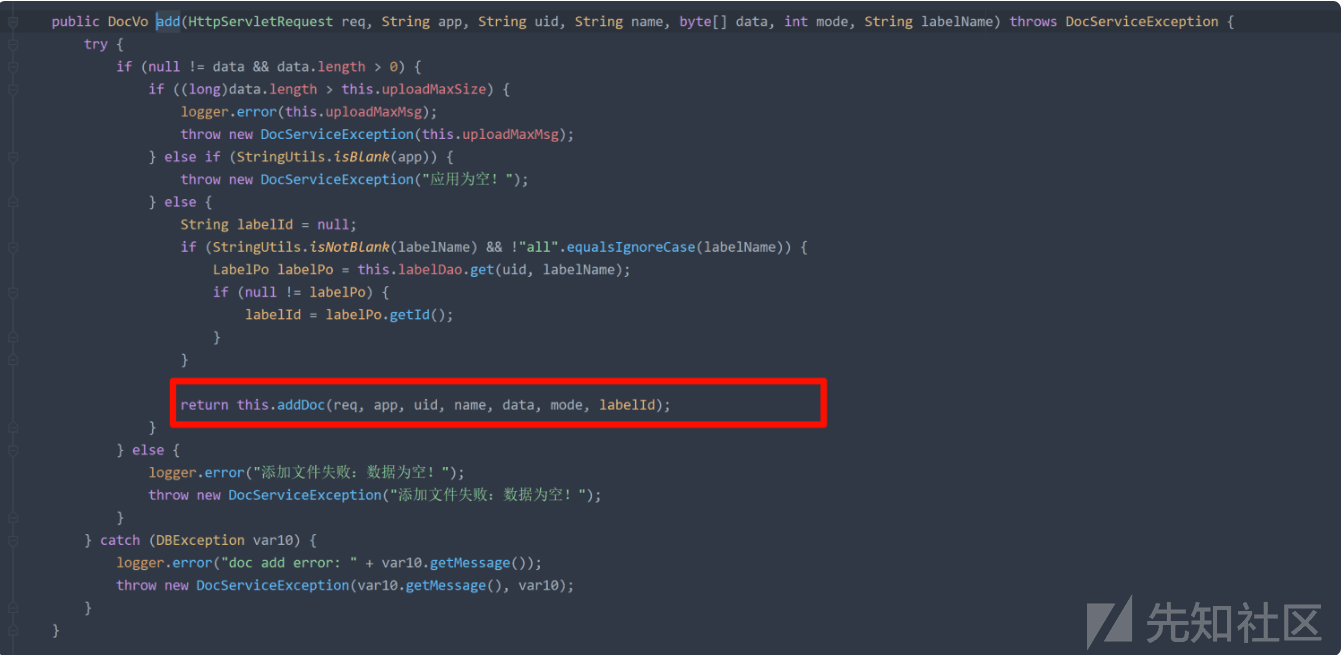 public DocVo add(HttpServletRequest req, String app, String uid, String name, byte[] data, int mode, String labelName) throws DocServiceException {
try {
if (null != data && data.length > 0) {
if ((long)data.length > this.uploadMaxSize) {
logger.error(this.uploadMaxMsg);
throw new DocServiceException(this.uploadMaxMsg);
} else if (StringUtils.isBlank(app)) {
throw new DocServiceException("应用为空！");
} else {
String labelId = null;
if (StringUtils.isNotBlank(labelName) && !"all".equalsIgnoreCase(labelName)) {
LabelPo labelPo = this.labelDao.get(uid, labelName);
if (null != labelPo) {
labelId = labelPo.getId();
}
}
return this.addDoc(req, app, uid, name, data, mode, labelId);
}
} else {
logger.error("添加文件失败：数据为空！");
throw new DocServiceException("添加文件失败：数据为空！");
}
} catch (DBException var10) {
logger.error("doc add error: " + var10.getMessage());
throw new DocServiceException(var10.getMessage(), var10);
}
}
先知社区